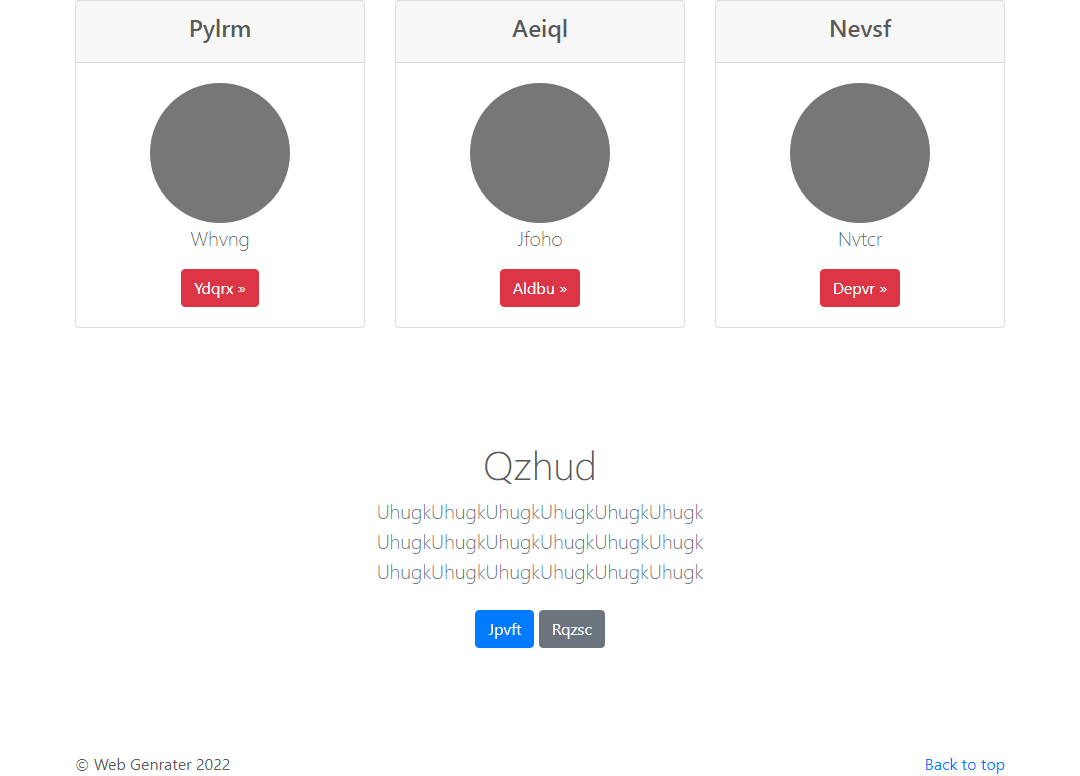 Pylrm
Aeiql
Nevsf
Whvng
Jfoho
Nvtcr
Ydqrx »
Aldbu »
Depvr »
Qzhud
UhugkUhugkUhugkUhugkUhugkUhugk
UhugkUhugkUhugkUhugkUhugkUhugk
UhugkUhugkUhugkUhugkUhugkUhugk
Jpvft
Rqzsc
© Web Genrater 2022
Back to top